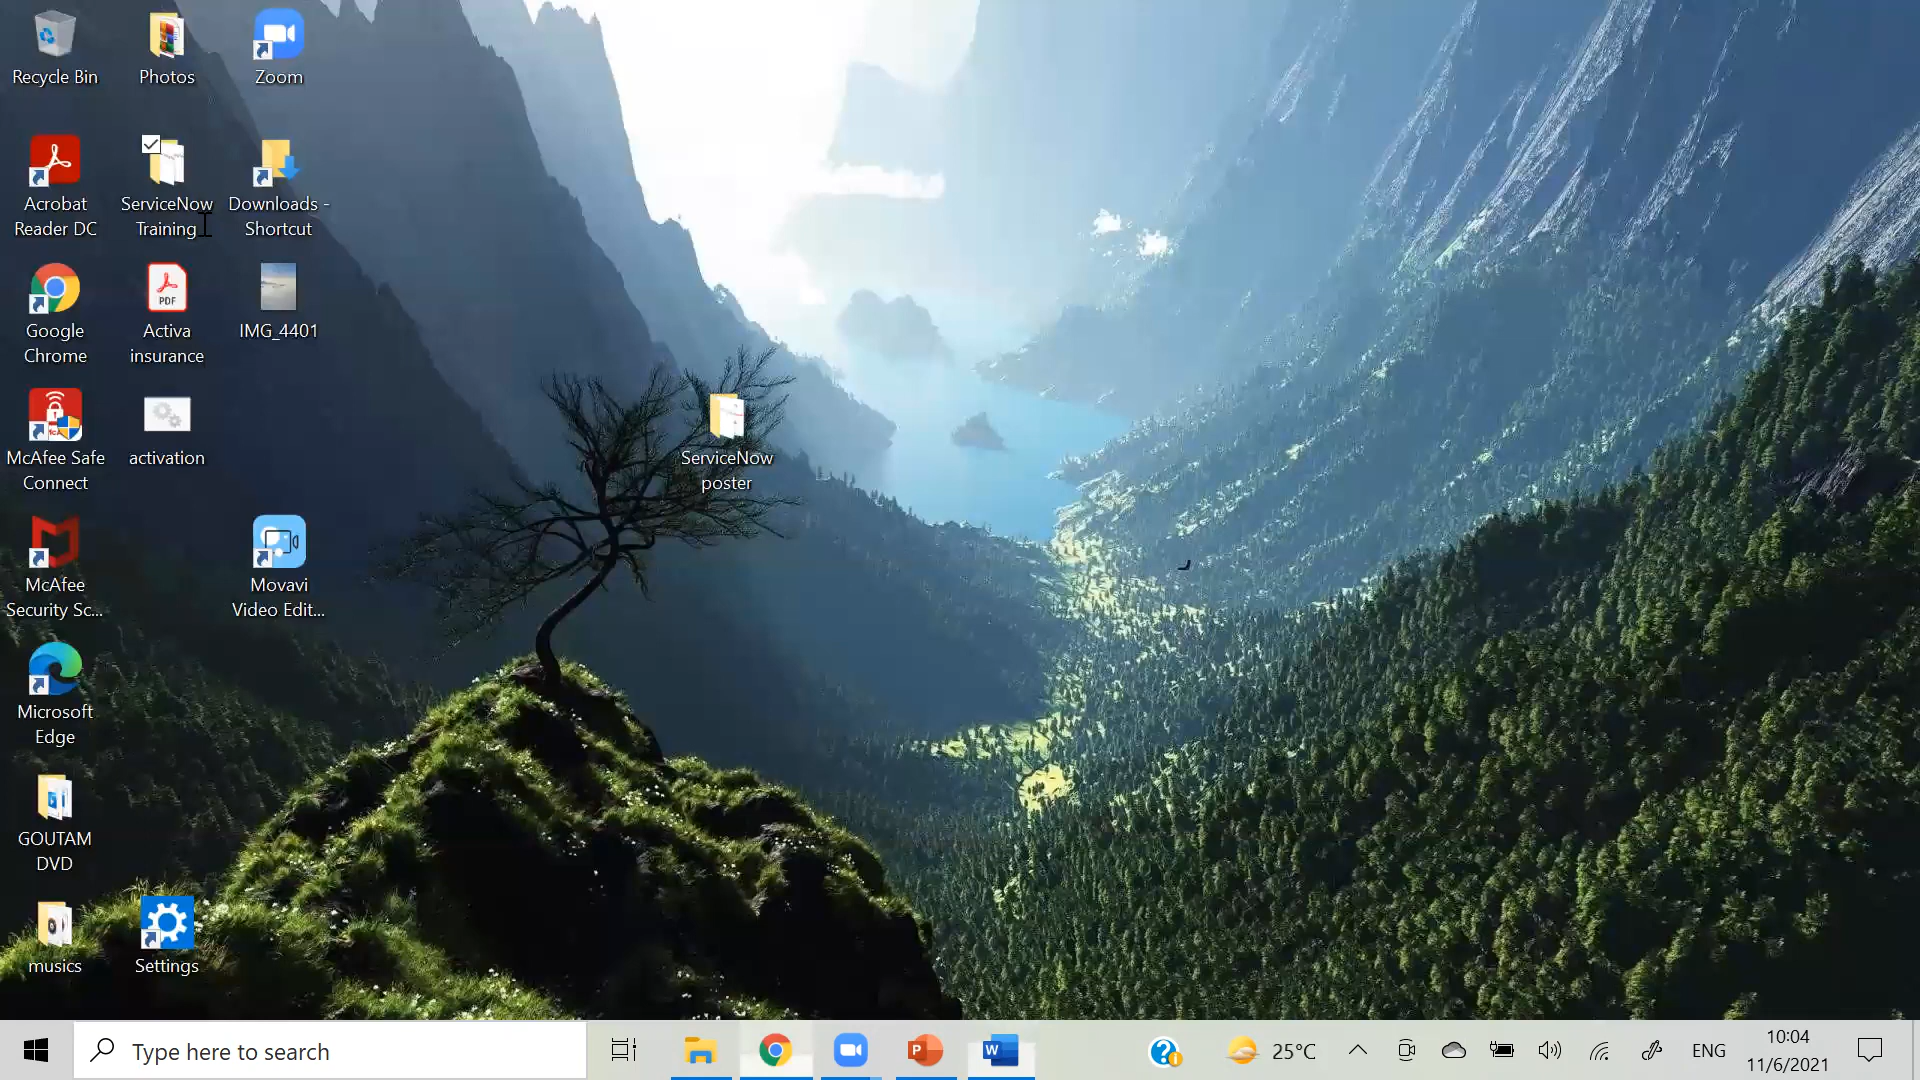 Recycle Bin
Photos
Zoom
Acrobat
Reader DC
ServiceNow
Training
Downloads -
Shortcut
Google
Chrome
PDF
Activa
insurance
IMG_4401
McAfee Safe
Connect
activation
ServiceNow
poster
McAfee
Security Sc...
Movavi
Video Edit...
Microsoft
Edge
GOUTAM
DVD
musics
Settings
Type here to search
P
W
?
25°C
ENG
10:04
11/6/2021